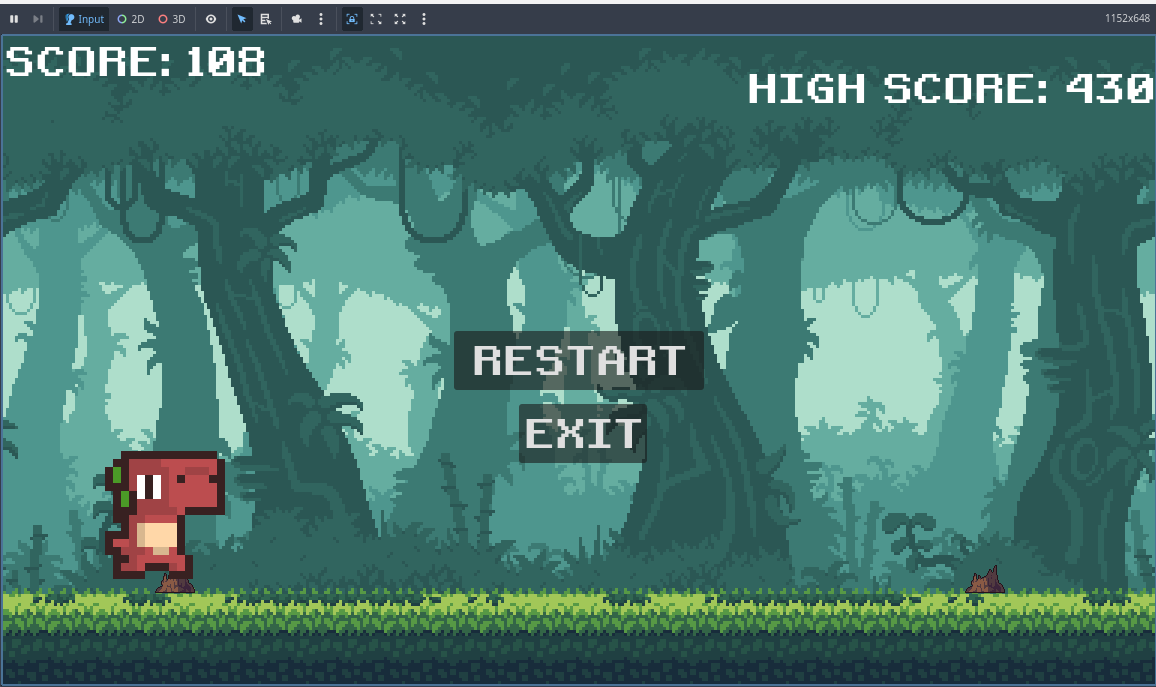 Input 2D 3D 1152x648
SCORE: 108
HIGH SCORE: 430
RESTART
EXIT